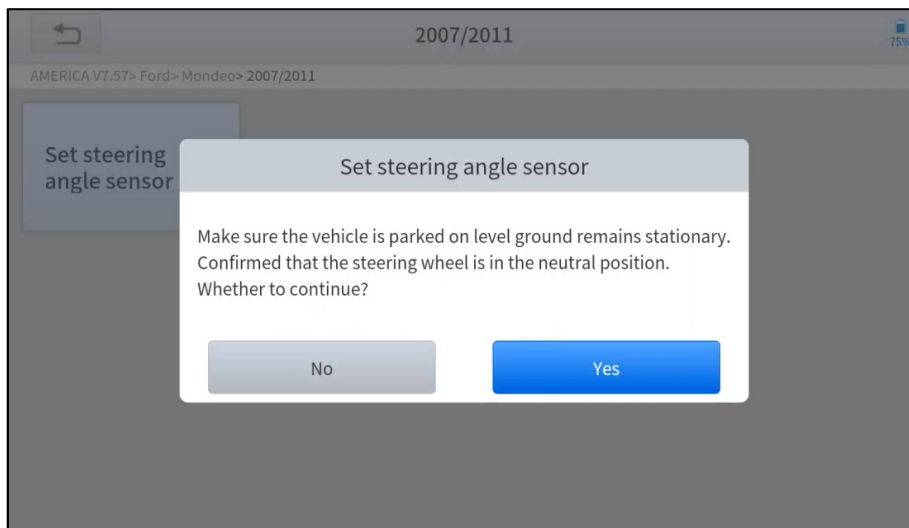 2007/2011
75%
AMERICA V7.57> Ford> Mondeo> 2007/2011
Set steering
angle sensor
Set steering angle sensor
Make sure the vehicle is parked on level ground remains stationary.
Confirmed that the steering wheel is in the neutral position.
Whether to continue?
No
Yes